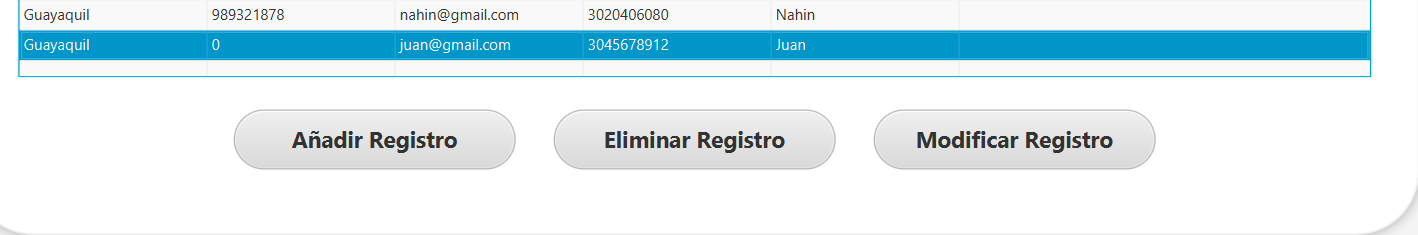 Guayaquil 989321878 nahin@gmail.com 3020406080 Nahin
Guayaquil 0 juan@gmail.com 3045678912 Juan
Añadir Registro Eliminar Registro Modificar Registro